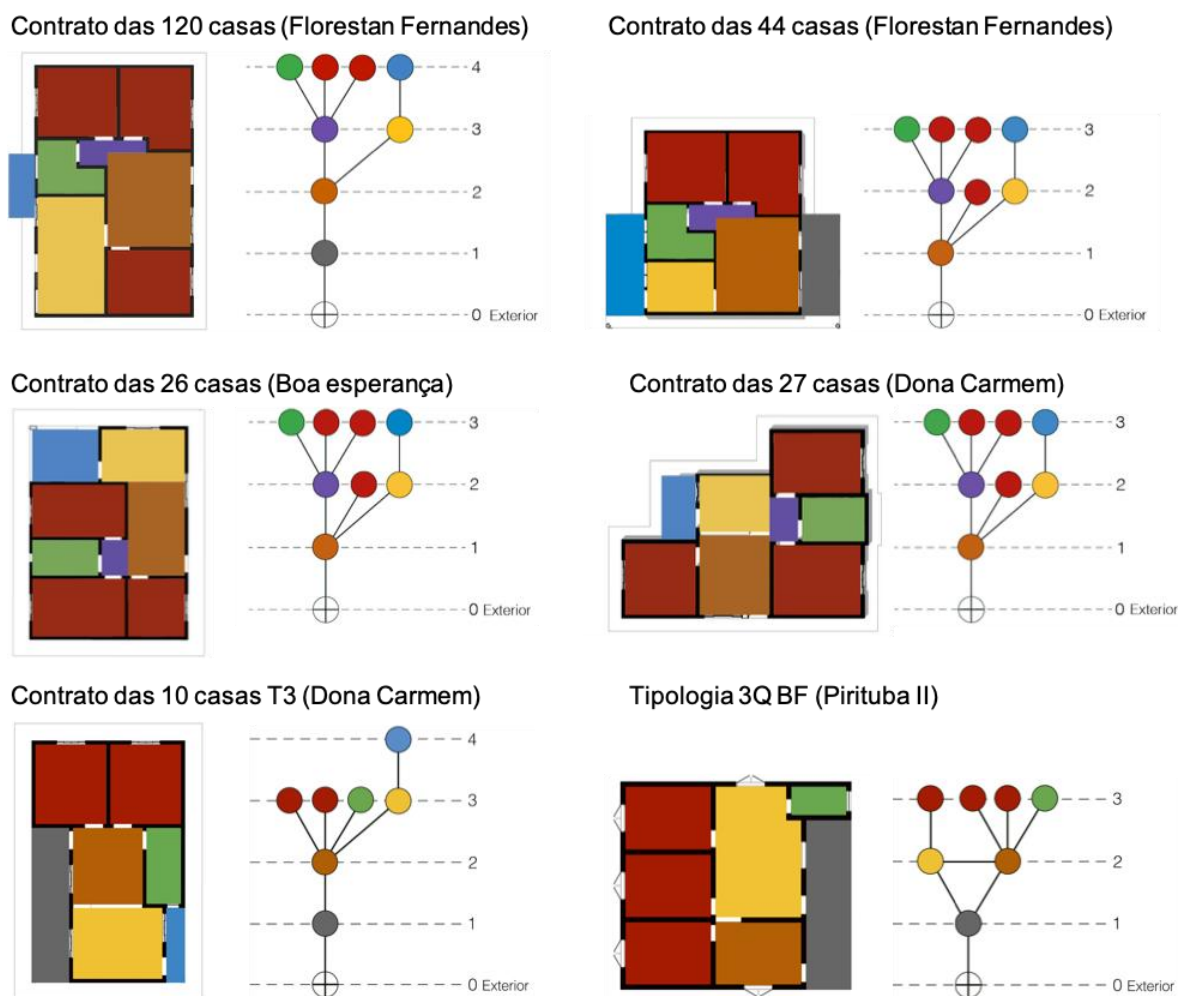 Contrato das 120 casas (Florestan Fernandes)
4
3
2
1
0 Exterior
Contrato das 44 casas (Florestan Fernandes)
3
2
1
0 Exterior
Contrato das 26 casas (Boa esperança)
3
2
1
0 Exterior
Contrato das 27 casas (Dona Carmem)
3
2
1
0 Exterior
Contrato das 10 casas T3 (Dona Carmem)
4
3
2
1
0 Exterior
Tipologia 3Q BF (Pirituba II)
3
2
1
0 Exterior